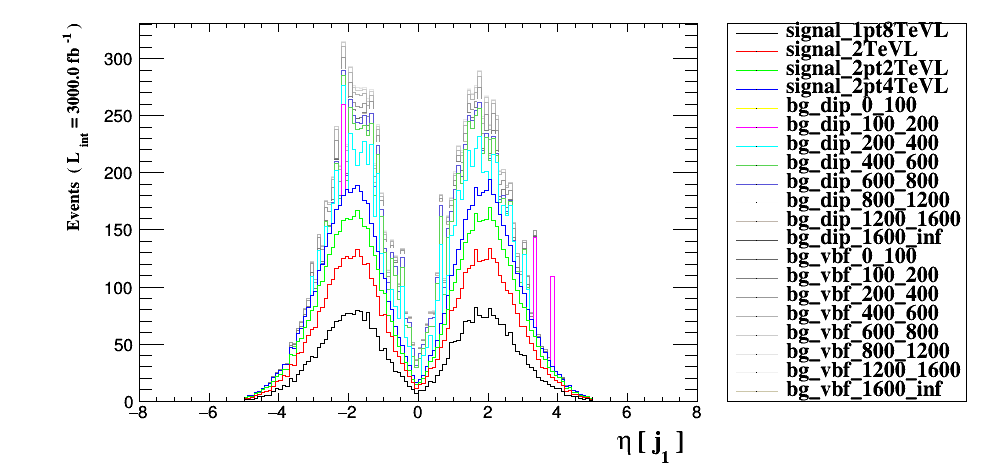 Events ( L int = 3000.0 fb -1 )
300
250
200
150
100
50
0
−8 −6 −4 −2 0 2 4 6 8
η [ j1 ]
signal_1pt8TeVL
signal_2TeVL
signal_2pt2TeVL
signal_2pt4TeVL
bg_dip_0_100
bg_dip_100_200
bg_dip_200_400
bg_dip_400_600
bg_dip_600_800
bg_dip_800_1200
bg_dip_1200_1600
bg_dip_1600_inf
bg_vbf_0_100
bg_vbf_100_200
bg_vbf_200_400
bg_vbf_400_600
bg_vbf_600_800
bg_vbf_800_1200
bg_vbf_1200_1600
bg_vbf_1600_inf